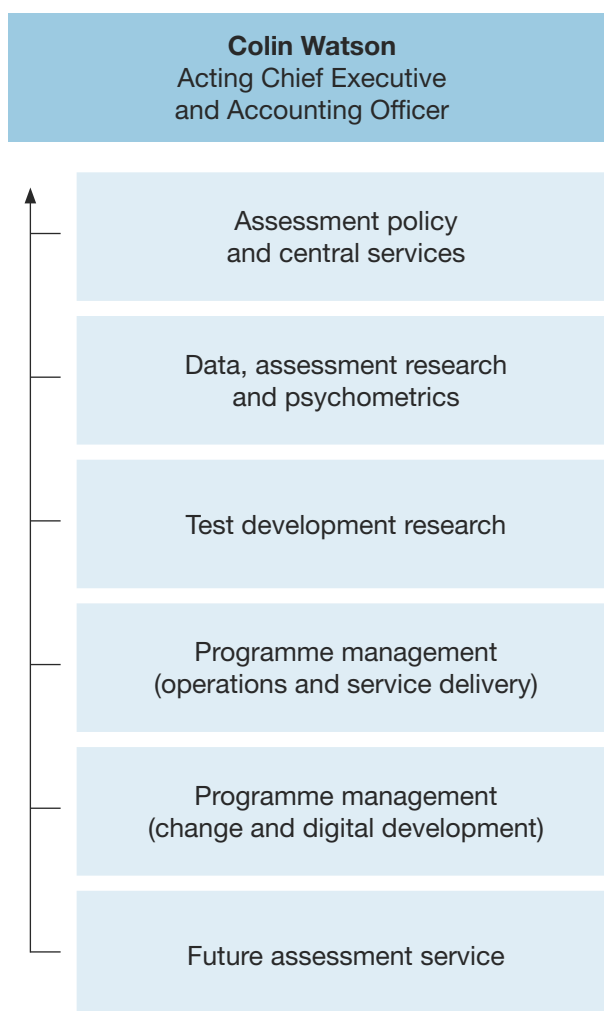 Colin Watson
Acting Chief Executive
and Accounting Officer
Assessment policy
and central services
Data, assessment research
and psychometrics
Test development research
Programme management
(operations and service delivery)
Programme management
(change and digital development)
Future assessment service